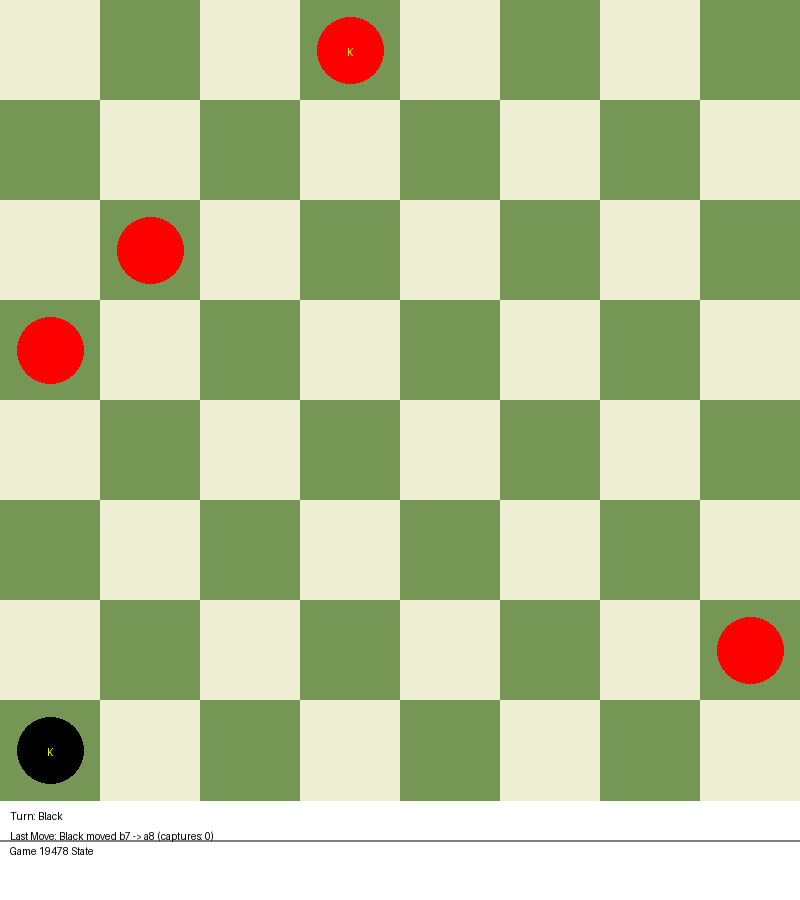 K
K
Turn: Black
Last Move: Black moved b7 -> a8 (captures: 0)
Game 19478 State